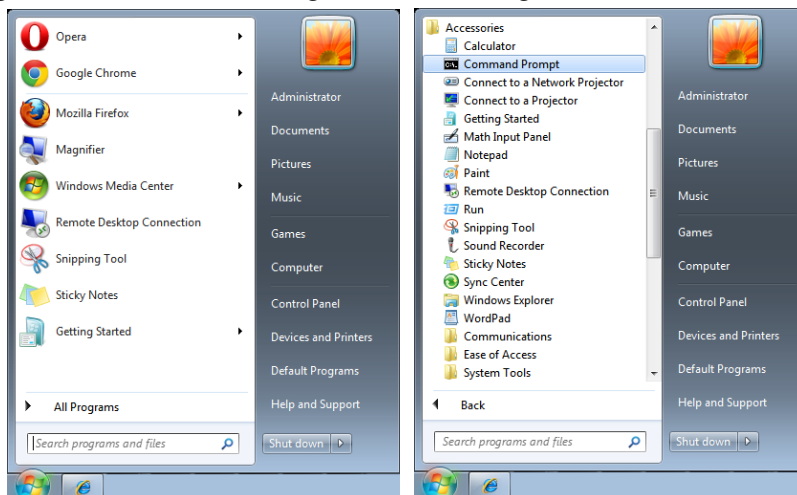 Opera
Google Chrome
Mozilla Firefox
Magnifier
Windows Media Center
Remote Desktop Connection
Snipping Tool
Sticky Notes
Getting Started
All Programs
Search programs and files
Administrator
Documents
Pictures
Music
Games
Computer
Control Panel
Devices and Printers
Default Programs
Help and Support
Shut down
Accessories
Calculator
Command Prompt
Connect to a Network Projector
Connect to a Projector
Getting Started
Math Input Panel
Notepad
Paint
Remote Desktop Connection
Run
Snipping Tool
Sound Recorder
Sticky Notes
Sync Center
Windows Explorer
WordPad
Communications
Ease of Access
System Tools
Back
Search programs and files
Administrator
Documents
Pictures
Music
Games
Computer
Control Panel
Devices and Printers
Default Programs
Help and Support
Shut down